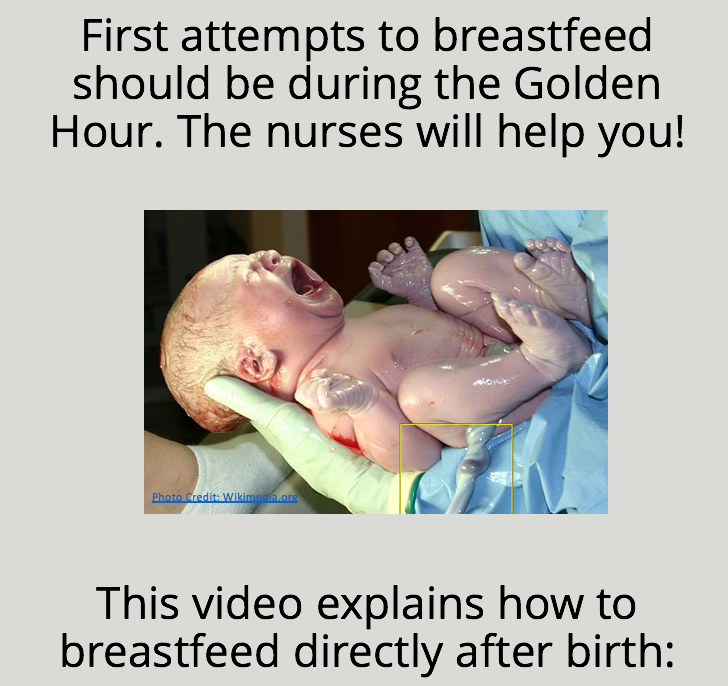 First attempts to breastfeed
should be during the Golden
Hour. The nurses will help you!
Photo Credit: Wikimedia.org
This video explains how to
breastfeed directly after birth: